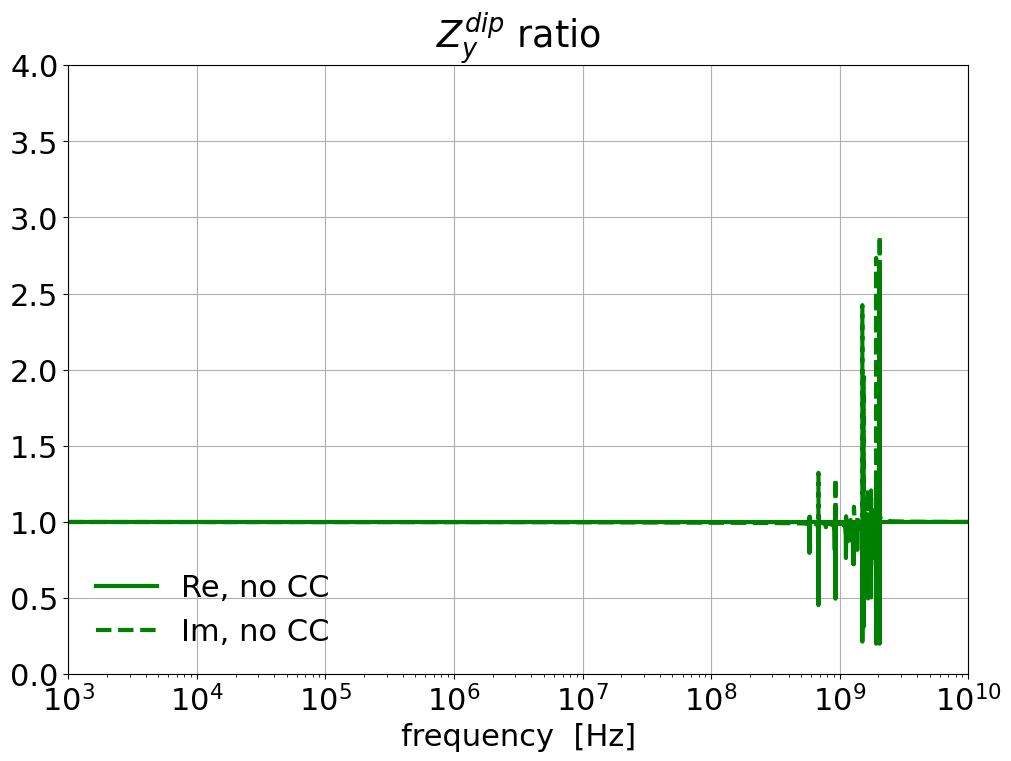 $Z_y^{dip}$ ratio
4.0
3.5
3.0
2.5
2.0
1.5
1.0
0.5
0.0
Re, no CC
Im, no CC
10³ 10⁴ 10⁵ 10⁶ 10⁷ 10⁸ 10⁹ 10¹⁰
frequency [Hz]